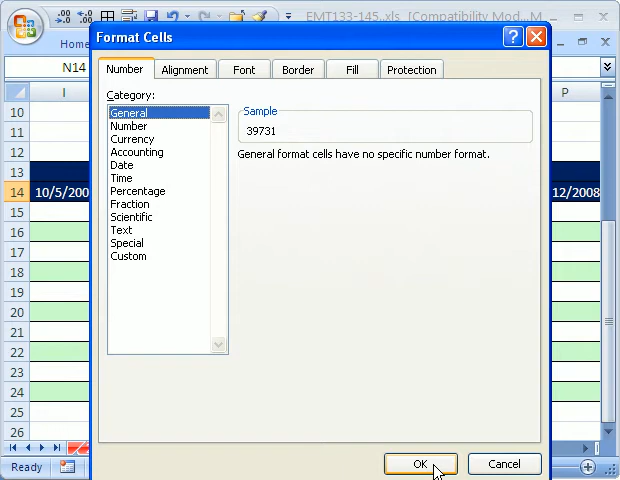 EMT133-145..xls [Compatibility Mod... M
Format Cells
Home
N14
Number Alignment Font Border Fill Protection
Category:
General
Number
Currency
Accounting
Date
Time
Percentage
Fraction
Scientific
Text
Special
Custom
Sample
39731
General format cells have no specific number format.
I P
10
11
12
13
14 10/5/200 12/2008
15
16
17
18
19
20
21
22
23
24
25
26
OK Cancel
Ready